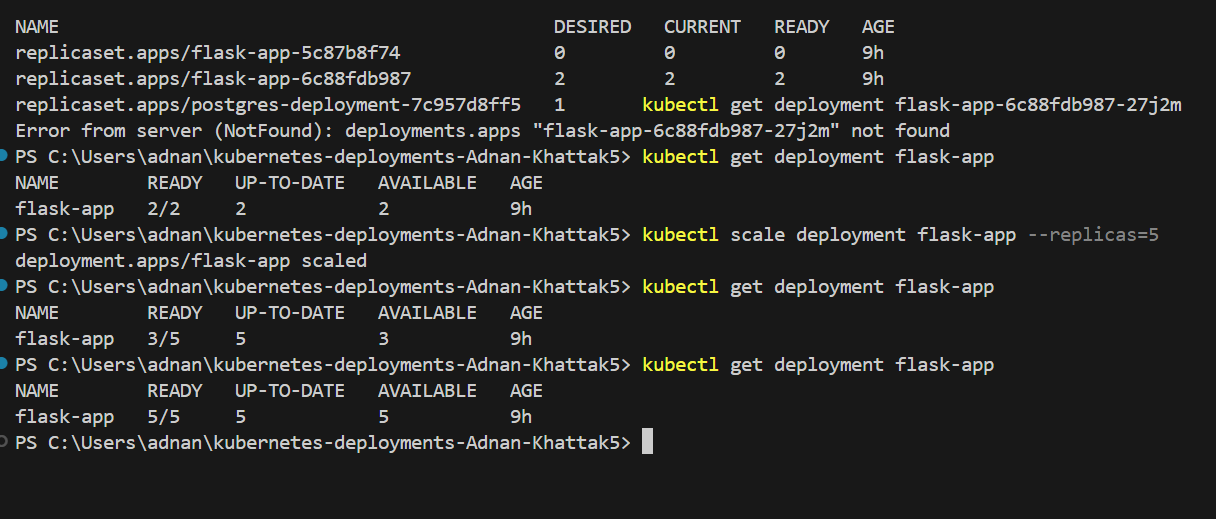 NAME                                             DESIRED   CURRENT   READY   AGE
replicaset.apps/flask-app-5c87b8f74              0         0         0       9h
replicaset.apps/flask-app-6c88fdb987             2         2         2       9h
replicaset.apps/postgres-deployment-7c957d8ff5   1       kubectl get deployment flask-app-6c88fdb987-27j2m
Error from server (NotFound): deployments.apps "flask-app-6c88fdb987-27j2m" not found
PS C:\Users\adnan\kubernetes-deployments-Adnan-Khattak5> kubectl get deployment flask-app
NAME        READY   UP-TO-DATE   AVAILABLE   AGE
flask-app   2/2     2            2           9h
PS C:\Users\adnan\kubernetes-deployments-Adnan-Khattak5> kubectl scale deployment flask-app --replicas=5
deployment.apps/flask-app scaled
PS C:\Users\adnan\kubernetes-deployments-Adnan-Khattak5> kubectl get deployment flask-app
NAME        READY   UP-TO-DATE   AVAILABLE   AGE
flask-app   3/5     5            3           9h
PS C:\Users\adnan\kubernetes-deployments-Adnan-Khattak5> kubectl get deployment flask-app
NAME        READY   UP-TO-DATE   AVAILABLE   AGE
flask-app   5/5     5            5           9h
PS C:\Users\adnan\kubernetes-deployments-Adnan-Khattak5>